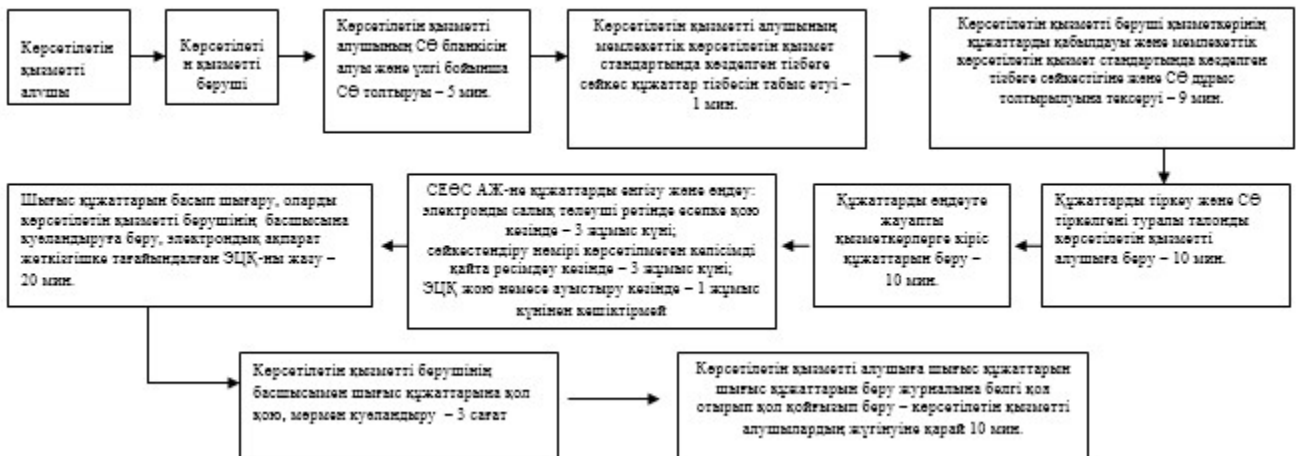 Көрсетілетін
қызметті
алушы
Көрсетілеті
н қызметті
беруші
Көрсетілетін қызметті
алушының СӨ бланкісін
алуы және үлгі бойынша
СӨ толтыруы – 5 мин.
Көрсетілетін қызметті алушының
мемлекеттік көрсетілетін қызмет
стандартында көзделген тізбеге
сәйкес құжаттар тізбесін табыс етуі –
1 мин.
Көрсетілетін қызметті беруші қызметкерінің
құжаттарды қабылдауы және мемлекеттік
көрсетілетін қызмет стандартында көзделген
тізбеге сәйкестігіне және СӨ дұрыс
толтырылуына тексеруі – 9 мин.
Құжаттарды тіркеу және СӨ
тіркелгені туралы талонды
көрсетілетін қызметті
алушыға беру – 10 мин.
Құжаттарды өңдеуге
жауапты
қызметкерлерге кіріс
құжаттарын беру –
10 мин.
СЕӨС АЖ-не құжаттарды енгізу және өңдеу:
электронды салық төлеуші ретінде есепке қою
кезінде – 3 жұмыс күні;
сәйкестендіру нөмірі көрсетілмеген келісімді
қайта ресімдеу кезінде – 3 жұмыс күні;
ЭЦҚ жою немесе ауыстыру кезінде – 1 жұмыс
күнінен кешіктірмей
Шығыс құжаттарын басып шығару, оларды
көрсетілетін қызметті берушінің басшысына
куәландыруға беру, электрондық ақпарат
жеткізгішке тағайындалған ЭЦҚ-ны жазу –
20 мин.
Көрсетілетін қызметті берушінің
басшысымен шығыс құжаттарына қол
қою, мөрмен куәландыру – 3 сағат
Көрсетілетін қызметті алушыға шығыс құжаттарын
шығыс құжаттарын беру журналына белгі қол
отырып қол қойғызып беру – көрсетілетін қызметті
алушылардың жүгінуіне қарай 10 мин.